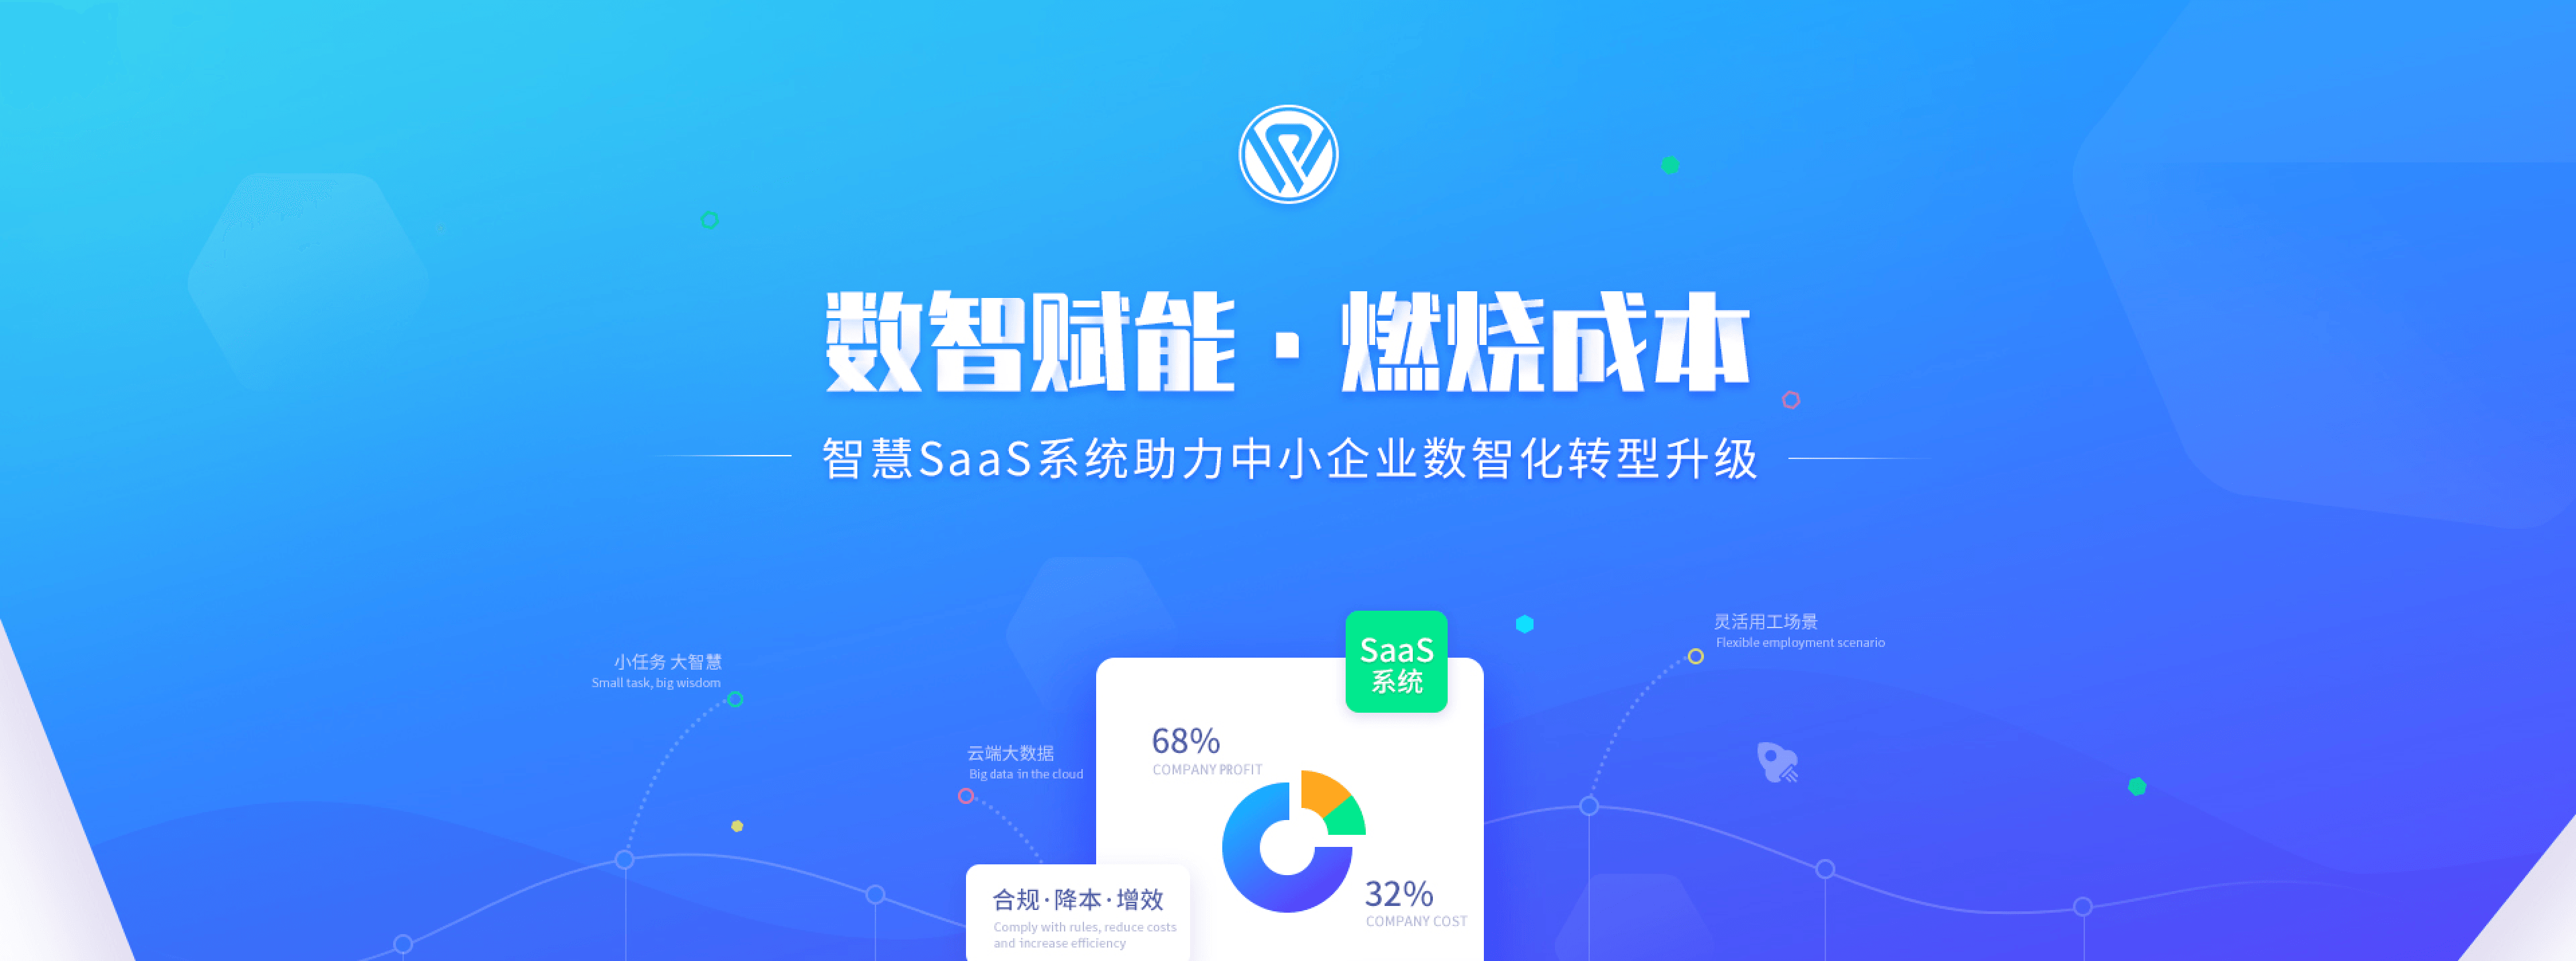 数智赋能·燃烧成本
智慧SaaS系统助力中小企业数智化转型升级
小任务 大智慧
Small task, big wisdom
云端大数据
Big data in the cloud
SaaS
系统
68%
COMPANY PROFIT
32%
COMPANY COST
合规·降本·增效
Comply with rules, reduce costs
and increase efficiency
灵活用工场景
Flexible employment scenario